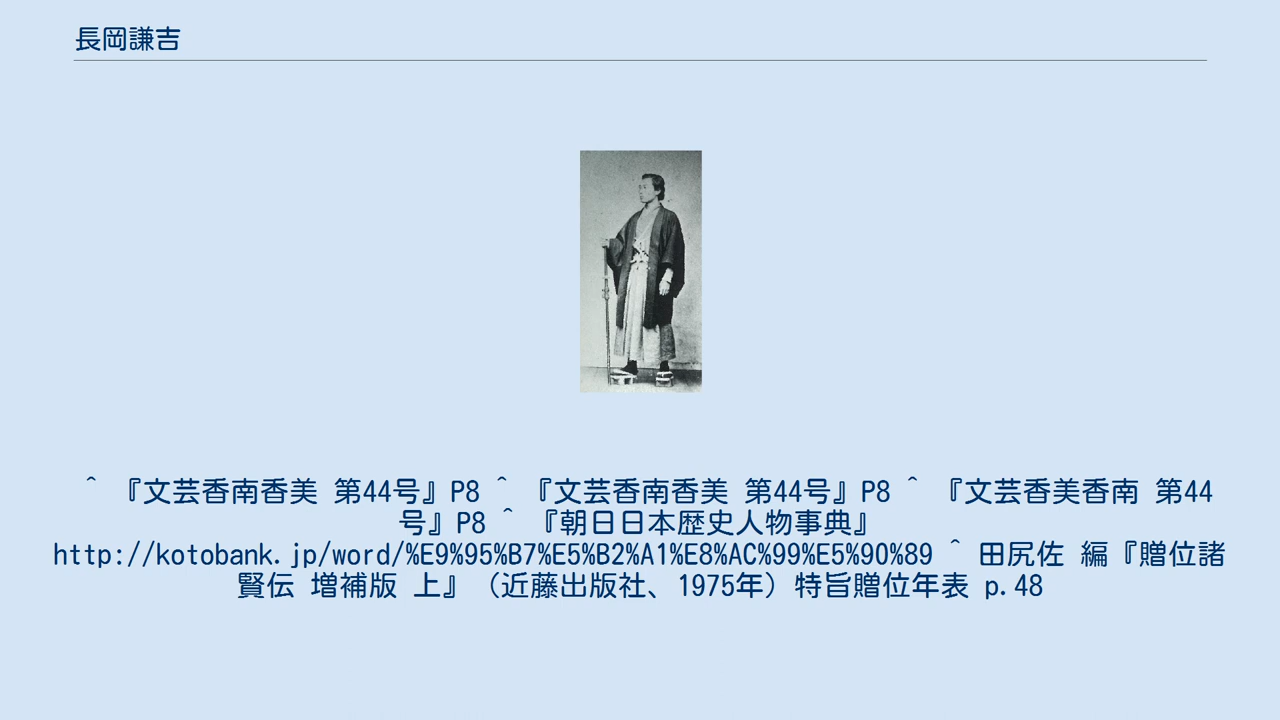 長岡謙吉
^ 『文芸香南香美 第44号』P8 ^ 『文芸香南香美 第44号』P8 ^ 『文芸香美香南 第44
号』P8 ^ 『朝日日本歴史人物事典』
http://kotobank.jp/word/%E9%95%B7%E5%B2%A1%E8%AC%99%E5%90%89 ^ 田尻佐 編『贈位諸
賢伝 増補版 上』（近藤出版社、1975年）特旨贈位年表 p.48